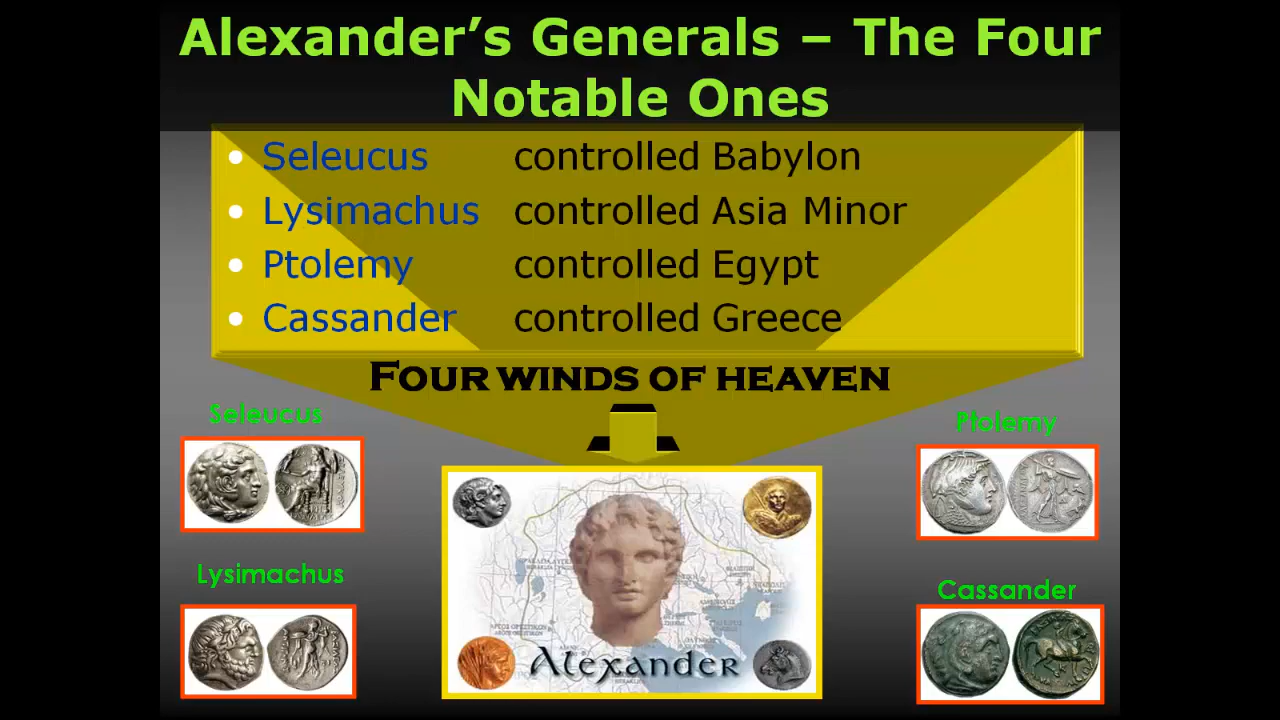 Alexander’s Generals – The Four
Notable Ones
• Seleucus controlled Babylon
• Lysimachus controlled Asia Minor
• Ptolemy controlled Egypt
• Cassander controlled Greece
FOUR WINDS OF HEAVEN
Seleucus
Ptolemy
Lysimachus
Cassander
Alexander